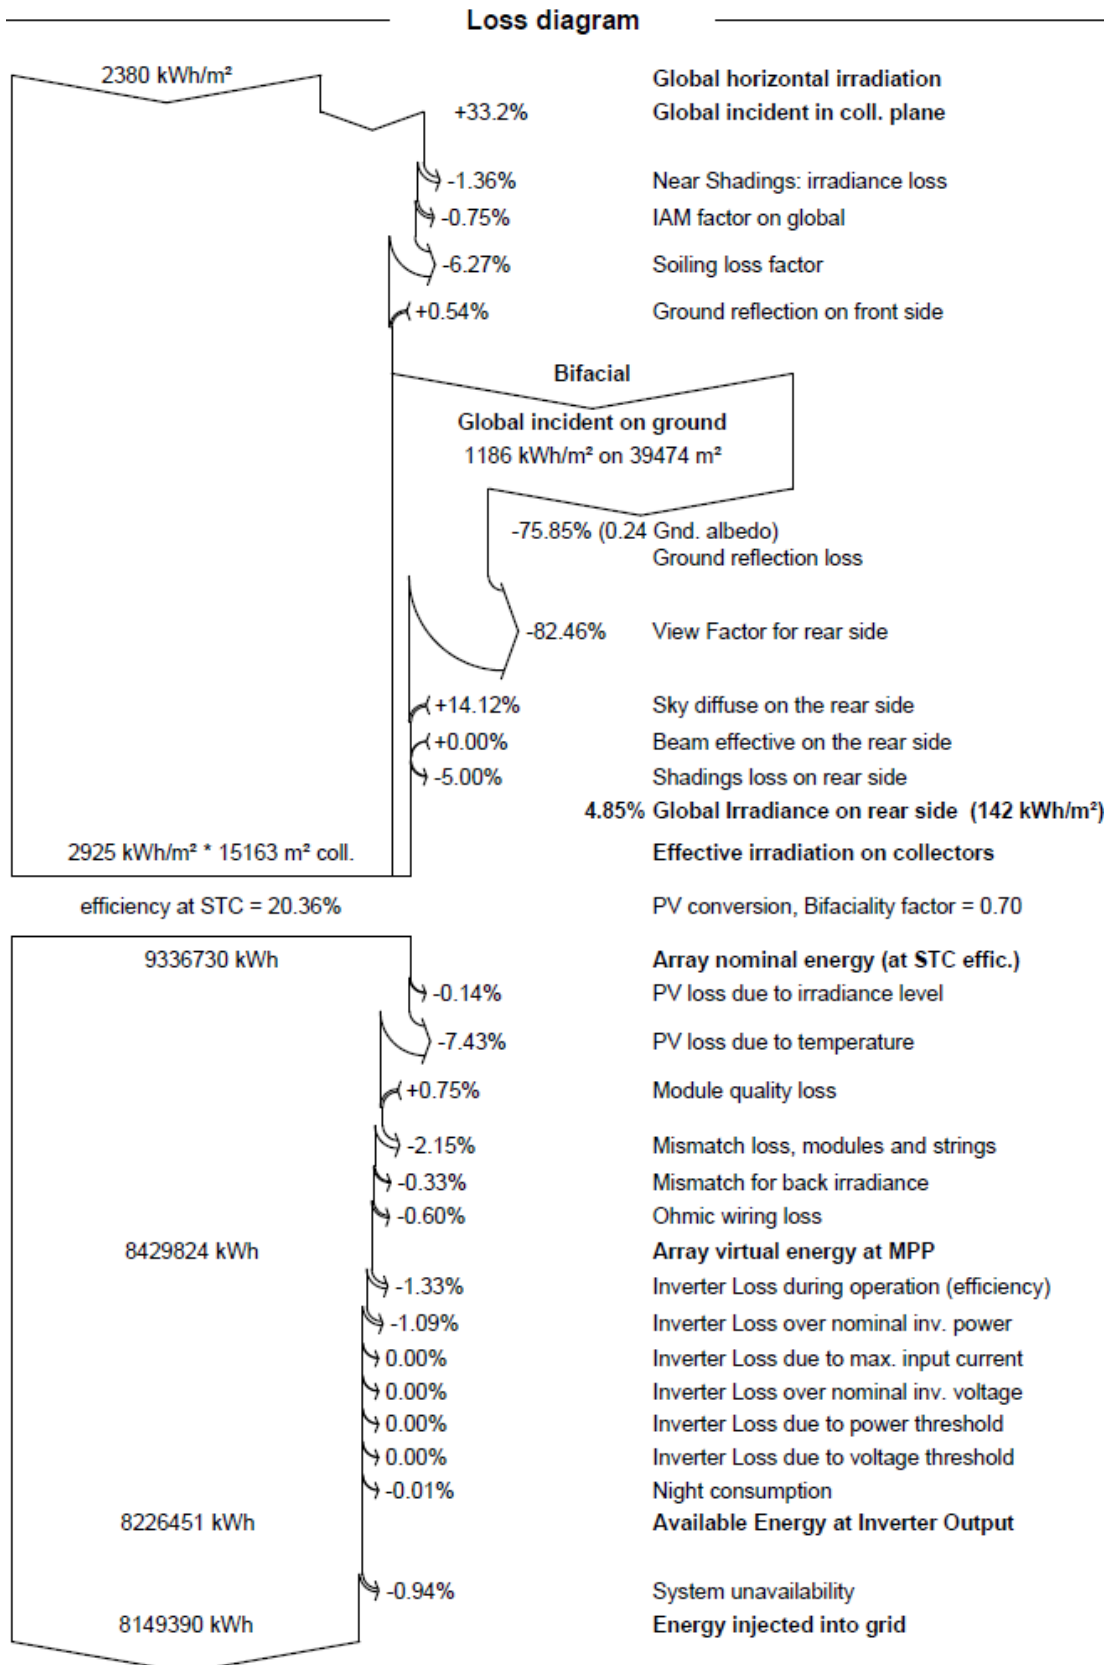 Loss diagram
2380 kWh/m² Global horizontal irradiation
+33.2% Global incident in coll. plane
-1.36% Near Shadings: irradiance loss
-0.75% IAM factor on global
-6.27% Soiling loss factor
+0.54% Ground reflection on front side
Bifacial
Global incident on ground
1186 kWh/m² on 39474 m²
-75.85% (0.24 Gnd. albedo)
Ground reflection loss
-82.46% View Factor for rear side
+14.12% Sky diffuse on the rear side
+0.00% Beam effective on the rear side
-5.00% Shadings loss on rear side
4.85% Global Irradiance on rear side (142 kWh/m²)
2925 kWh/m² * 15163 m² coll. Effective irradiation on collectors
efficiency at STC = 20.36% PV conversion, Bifaciality factor = 0.70
9336730 kWh Array nominal energy (at STC effic.)
-0.14% PV loss due to irradiance level
-7.43% PV loss due to temperature
+0.75% Module quality loss
-2.15% Mismatch loss, modules and strings
-0.33% Mismatch for back irradiance
-0.60% Ohmic wiring loss
8429824 kWh Array virtual energy at MPP
-1.33% Inverter Loss during operation (efficiency)
-1.09% Inverter Loss over nominal inv. power
0.00% Inverter Loss due to max. input current
0.00% Inverter Loss over nominal inv. voltage
0.00% Inverter Loss due to power threshold
0.00% Inverter Loss due to voltage threshold
-0.01% Night consumption
8226451 kWh Available Energy at Inverter Output
-0.94% System unavailability
8149390 kWh Energy injected into grid